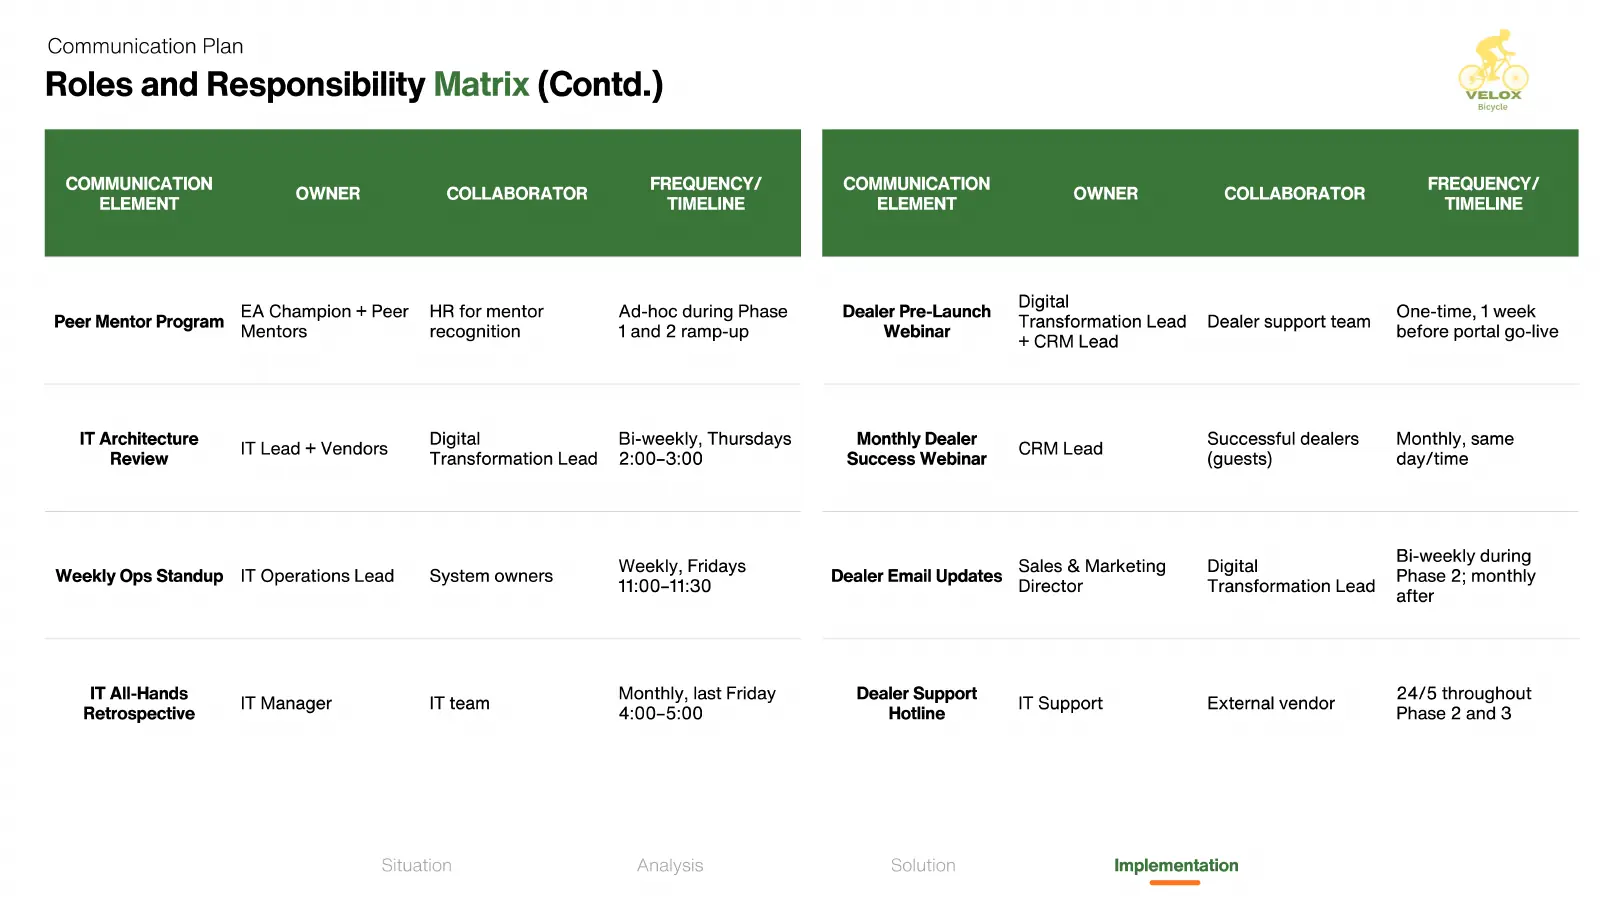 Communication Plan
Roles and Responsibility Matrix (Contd.)
VELOX
Bicycle
COMMUNICATION
ELEMENT
OWNER
COLLABORATOR
FREQUENCY/
TIMELINE
Peer Mentor Program
EA Champion + Peer
Mentors
HR for mentor
recognition
Ad-hoc during Phase
1 and 2 ramp-up
IT Architecture
Review
IT Lead + Vendors
Digital
Transformation Lead
Bi-weekly, Thursdays
2:00–3:00
Weekly Ops Standup
IT Operations Lead
System owners
Weekly, Fridays
11:00–11:30
IT All-Hands
Retrospective
IT Manager
IT team
Monthly, last Friday
4:00–5:00
COMMUNICATION
ELEMENT
OWNER
COLLABORATOR
FREQUENCY/
TIMELINE
Dealer Pre-Launch
Webinar
Digital
Transformation Lead
+ CRM Lead
Dealer support team
One-time, 1 week
before portal go-live
Monthly Dealer
Success Webinar
CRM Lead
Successful dealers
(guests)
Monthly, same
day/time
Dealer Email Updates
Sales & Marketing
Director
Digital
Transformation Lead
Bi-weekly during
Phase 2; monthly
after
Dealer Support
Hotline
IT Support
External vendor
24/5 throughout
Phase 2 and 3
Situation
Analysis
Solution
Implementation